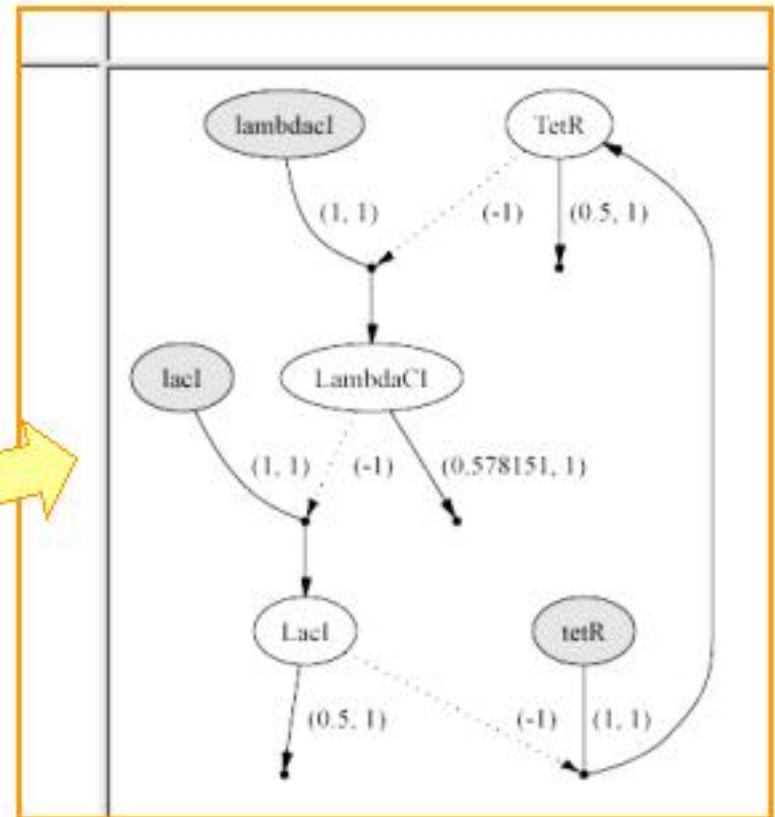 lambdacI TetR
(1, 1) (-1) (0.5, 1)
lacI LambdaCI
(1, 1) (-1) (0.578151, 1)
LacI tetR
(0.5, 1) (-1) (1, 1)